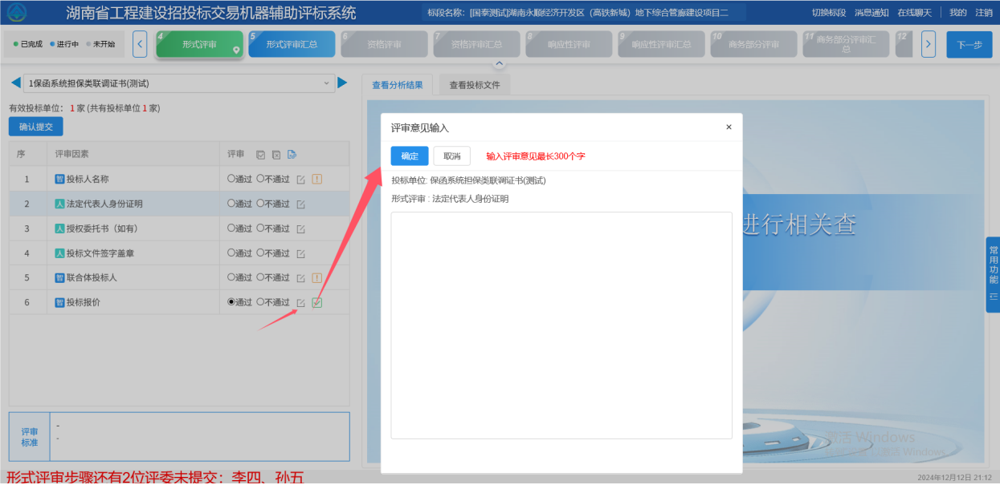 湖南省工程建设招投标交易机器辅助评标系统
标段名称：[国泰测试]湖南永顺经济开发区（高铁新城）地下综合管廊建设项目二
切换标段 消息通知 在线聊天 我的 注销
已完成 进行中 未开始
4 形式评审
5 形式评审汇总
6 资格评审
7 资格评审汇总
8 响应性评审
9 响应性评审汇总
10 商务部分评审
11 商务部分评审汇
总
12
下一步
1保函系统担保类联调证书(测试)
有效投标单位： 1 家 (共有投标单位 1 家)
确认提交
序 评审因素 评审
1 智 投标人名称 通过 不通过
2 人 法定代表人身份证明 通过 不通过
3 人 授权委托书（如有） 通过 不通过
4 人 投标文件签字盖章 通过 不通过
5 智 联合体投标人 通过 不通过
6 智 投标报价 通过 不通过
评审
标准
-
-
形式评审步骤还有2位评委未提交：李四、孙五
查看分析结果 查看投标文件
评审意见输入 ×
确定 取消 输入评审意见最长300个字
投标单位: 保函系统担保类联调证书(测试)
形式评审 : 法定代表人身份证明
进行相关查
常用功能
激活 Windows
2024年12月12日 21:12